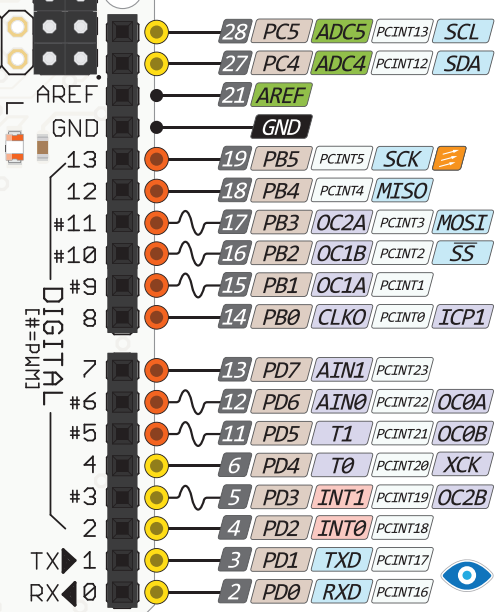 28 PC5 ADC5 PCINT13 SCL
27 PC4 ADC4 PCINT12 SDA
AREF 21 AREF
GND GND
L
13 19 PB5 PCINT5 SCK
12 18 PB4 PCINT4 MISO
#11 17 PB3 OC2A PCINT3 MOSI
#10 16 PB2 OC1B PCINT2 SS
#9 15 PB1 OC1A PCINT1
8 14 PB0 CLKO PCINT0 ICP1
DIGITAL
[#=PWM]
7 13 PD7 AIN1 PCINT23
#6 12 PD6 AIN0 PCINT22 OC0A
#5 11 PD5 T1 PCINT21 OC0B
4 6 PD4 T0 PCINT20 XCK
#3 5 PD3 INT1 PCINT19 OC2B
2 4 PD2 INT0 PCINT18
TX▶1 3 PD1 TXD PCINT17
RX◀0 2 PD0 RXD PCINT16